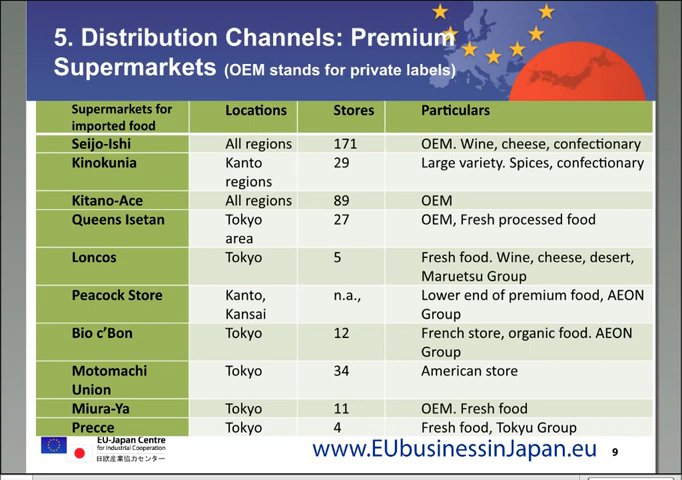 5. Distribution Channels: Premium
Supermarkets (OEM stands for private labels)
Supermarkets for imported food Locations Stores Particulars
Seijo-Ishi All regions 171 OEM. Wine, cheese, confectionary
Kinokunia Kanto regions 29 Large variety. Spices, confectionary
Kitano-Ace All regions 89 OEM
Queens Isetan Tokyo area 27 OEM, Fresh processed food
Loncos Tokyo 5 Fresh food. Wine, cheese, desert, Maruetsu Group
Peacock Store Kanto, Kansai n.a., Lower end of premium food, AEON Group
Bio c'Bon Tokyo 12 French store, organic food. AEON Group
Motomachi Union Tokyo 34 American store
Miura-Ya Tokyo 11 OEM. Fresh food
Precce Tokyo 4 Fresh food, Tokyu Group
EU-Japan Centre
for Industrial Cooperation
日欧産業協力センター
www.EUbusinessinJapan.eu 9